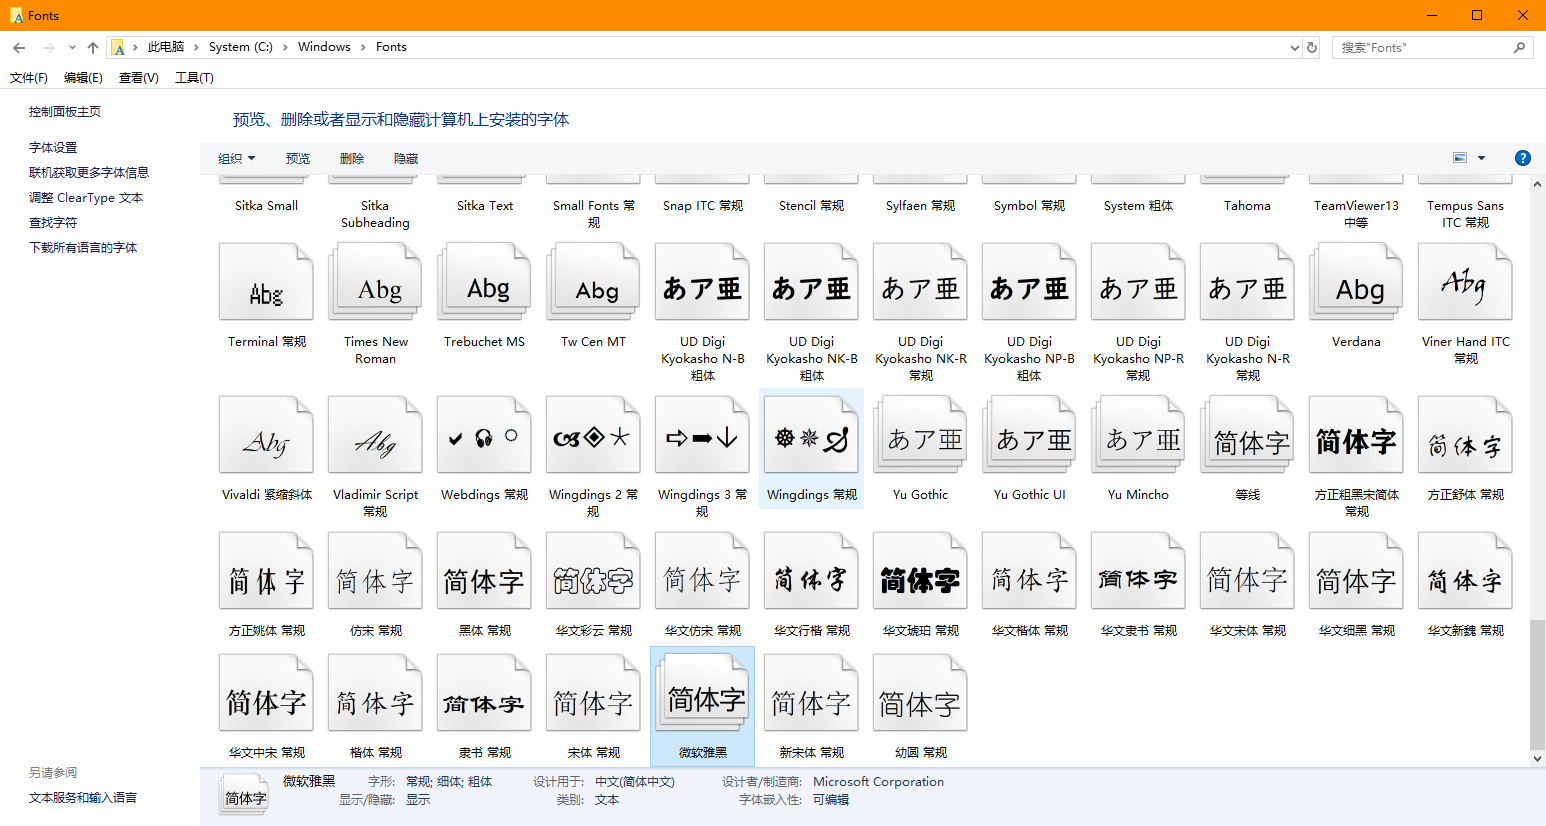 Fonts
此电脑 › System (C:) › Windows › Fonts
搜索"Fonts"
文件(F) 编辑(E) 查看(V) 工具(T)
控制面板主页
字体设置
联机获取更多字体信息
调整 ClearType 文本
查找字符
下载所有语言的字体
另请参阅
文本服务和输入语言
预览、删除或者显示和隐藏计算机上安装的字体
组织 预览 删除 隐藏
?
Sitka Small
Sitka
Subheading
Sitka Text
Small Fonts 常
规
Snap ITC 常规
Stencil 常规
Sylfaen 常规
Symbol 常规
System 粗体
Tahoma
TeamViewer13
中等
Tempus Sans
ITC 常规
Abg
Terminal 常规
Abg
Times New
Roman
Abg
Trebuchet MS
Abg
Tw Cen MT
あア亜
UD Digi
Kyokasho N-B
粗体
あア亜
UD Digi
Kyokasho NK-B
粗体
あア亜
UD Digi
Kyokasho NK-R
常规
あア亜
UD Digi
Kyokasho NP-B
粗体
あア亜
UD Digi
Kyokasho NP-R
常规
あア亜
UD Digi
Kyokasho N-R
常规
Abg
Verdana
Abg
Viner Hand ITC
常规
Abg
Vivaldi 紧缩斜体
Abg
Vladimir Script
常规
Webdings 常规
Wingdings 2 常
规
Wingdings 3 常
规
Wingdings 常规
あア亜
Yu Gothic
あア亜
Yu Gothic UI
あア亜
Yu Mincho
简体字
等线
简体字
方正粗黑宋简体
常规
简体字
方正舒体 常规
简体字
方正姚体 常规
简体字
仿宋 常规
简体字
黑体 常规
简体字
华文彩云 常规
简体字
华文仿宋 常规
简体字
华文行楷 常规
简体字
华文琥珀 常规
简体字
华文楷体 常规
简体字
华文隶书 常规
简体字
华文宋体 常规
简体字
华文细黑 常规
简体字
华文新魏 常规
简体字
华文中宋 常规
简体字
楷体 常规
简体字
隶书 常规
简体字
宋体 常规
简体字
微软雅黑
简体字
新宋体 常规
简体字
幼圆 常规
简体字
微软雅黑 字形: 常规; 细体; 粗体 设计用于: 中文(简体中文) 设计者/制造商: Microsoft Corporation
显示/隐藏: 显示 类别: 文本 字体嵌入性: 可编辑